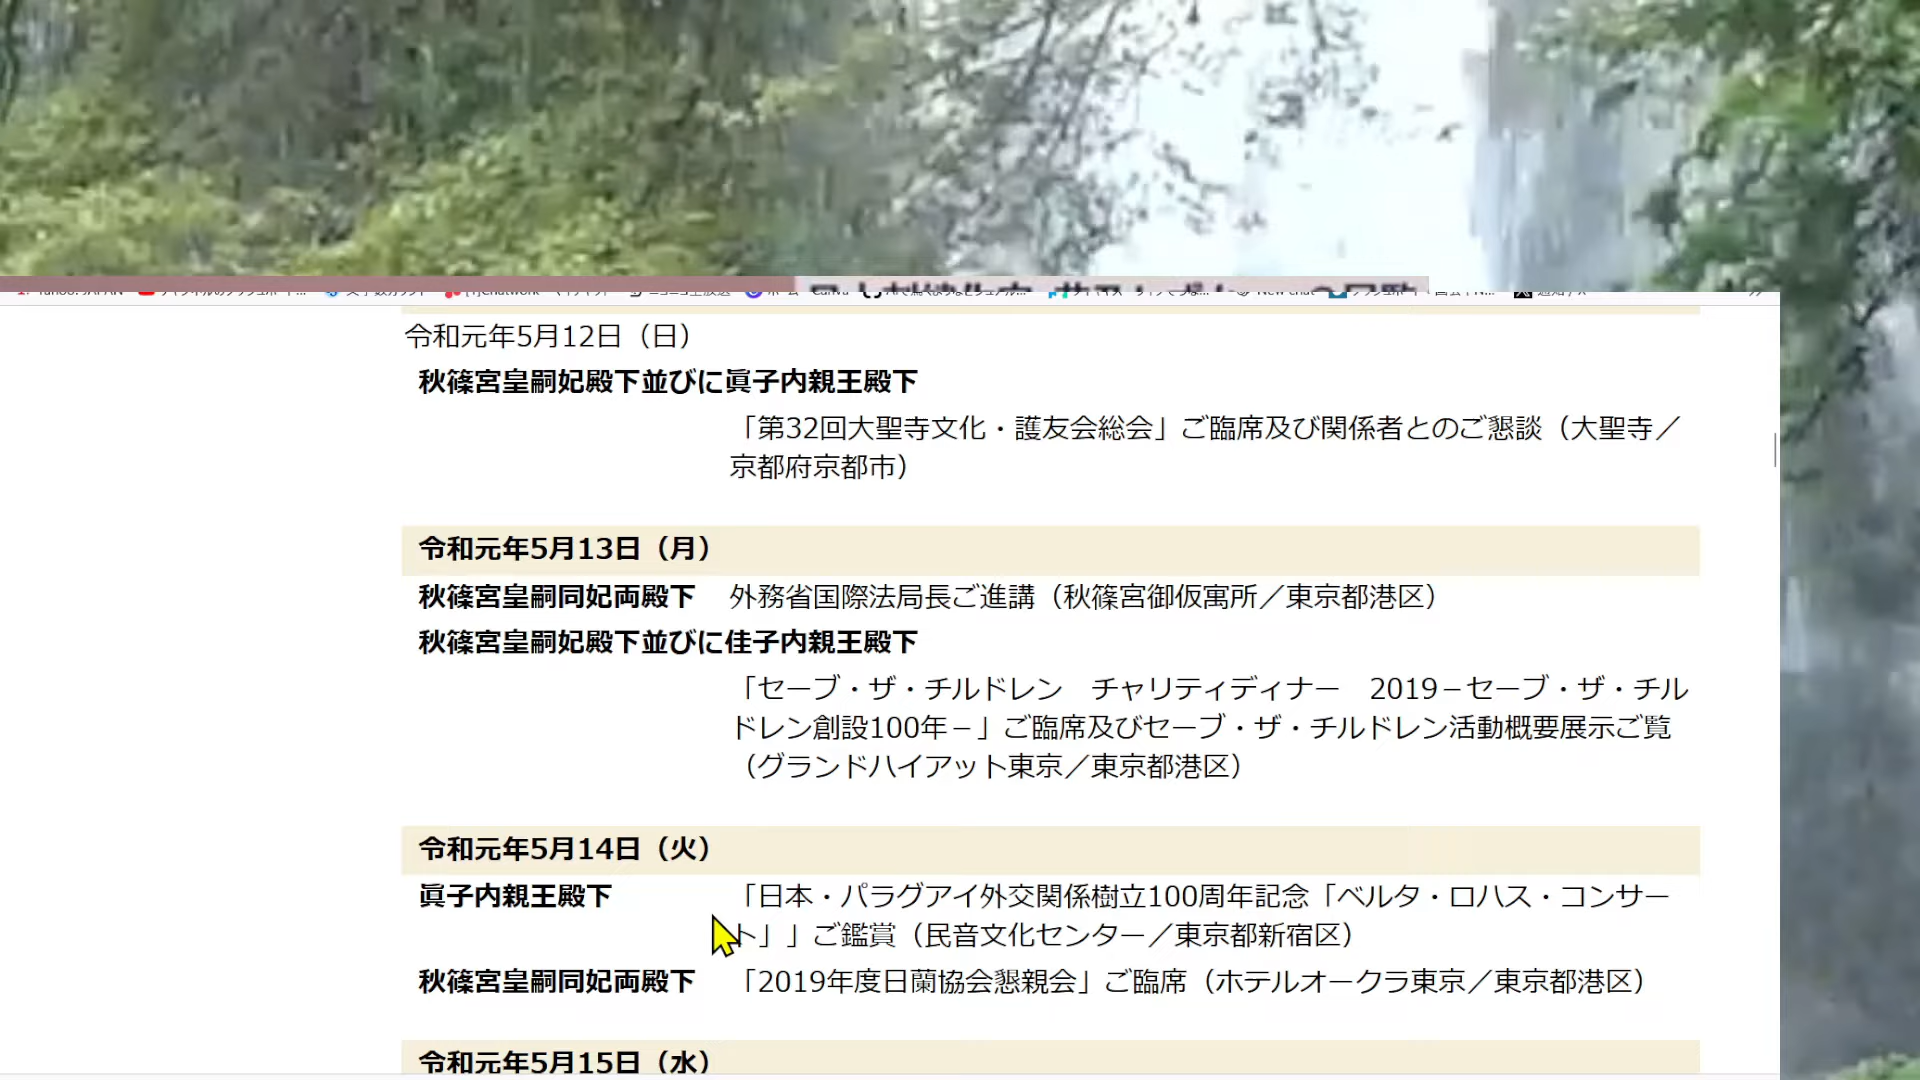 令和元年5月12日（日）
秋篠宮皇嗣妃殿下並びに眞子内親王殿下
「第32回大聖寺文化・護友会総会」ご臨席及び関係者とのご懇談（大聖寺／
京都府京都市）
令和元年5月13日（月）
秋篠宮皇嗣同妃両殿下 外務省国際法局長ご進講（秋篠宮御仮寓所／東京都港区）
秋篠宮皇嗣妃殿下並びに佳子内親王殿下
「セーブ・ザ・チルドレン　チャリティディナー　2019－セーブ・ザ・チル
ドレン創設100年－」ご臨席及びセーブ・ザ・チルドレン活動概要展示ご覧
（グランドハイアット東京／東京都港区）
令和元年5月14日（火）
眞子内親王殿下 「日本・パラグアイ外交関係樹立100周年記念「ベルタ・ロハス・コンサー
ト」」ご鑑賞（民音文化センター／東京都新宿区）
秋篠宮皇嗣同妃両殿下 「2019年度日蘭協会懇親会」ご臨席（ホテルオークラ東京／東京都港区）
令和元年5月15日（水）